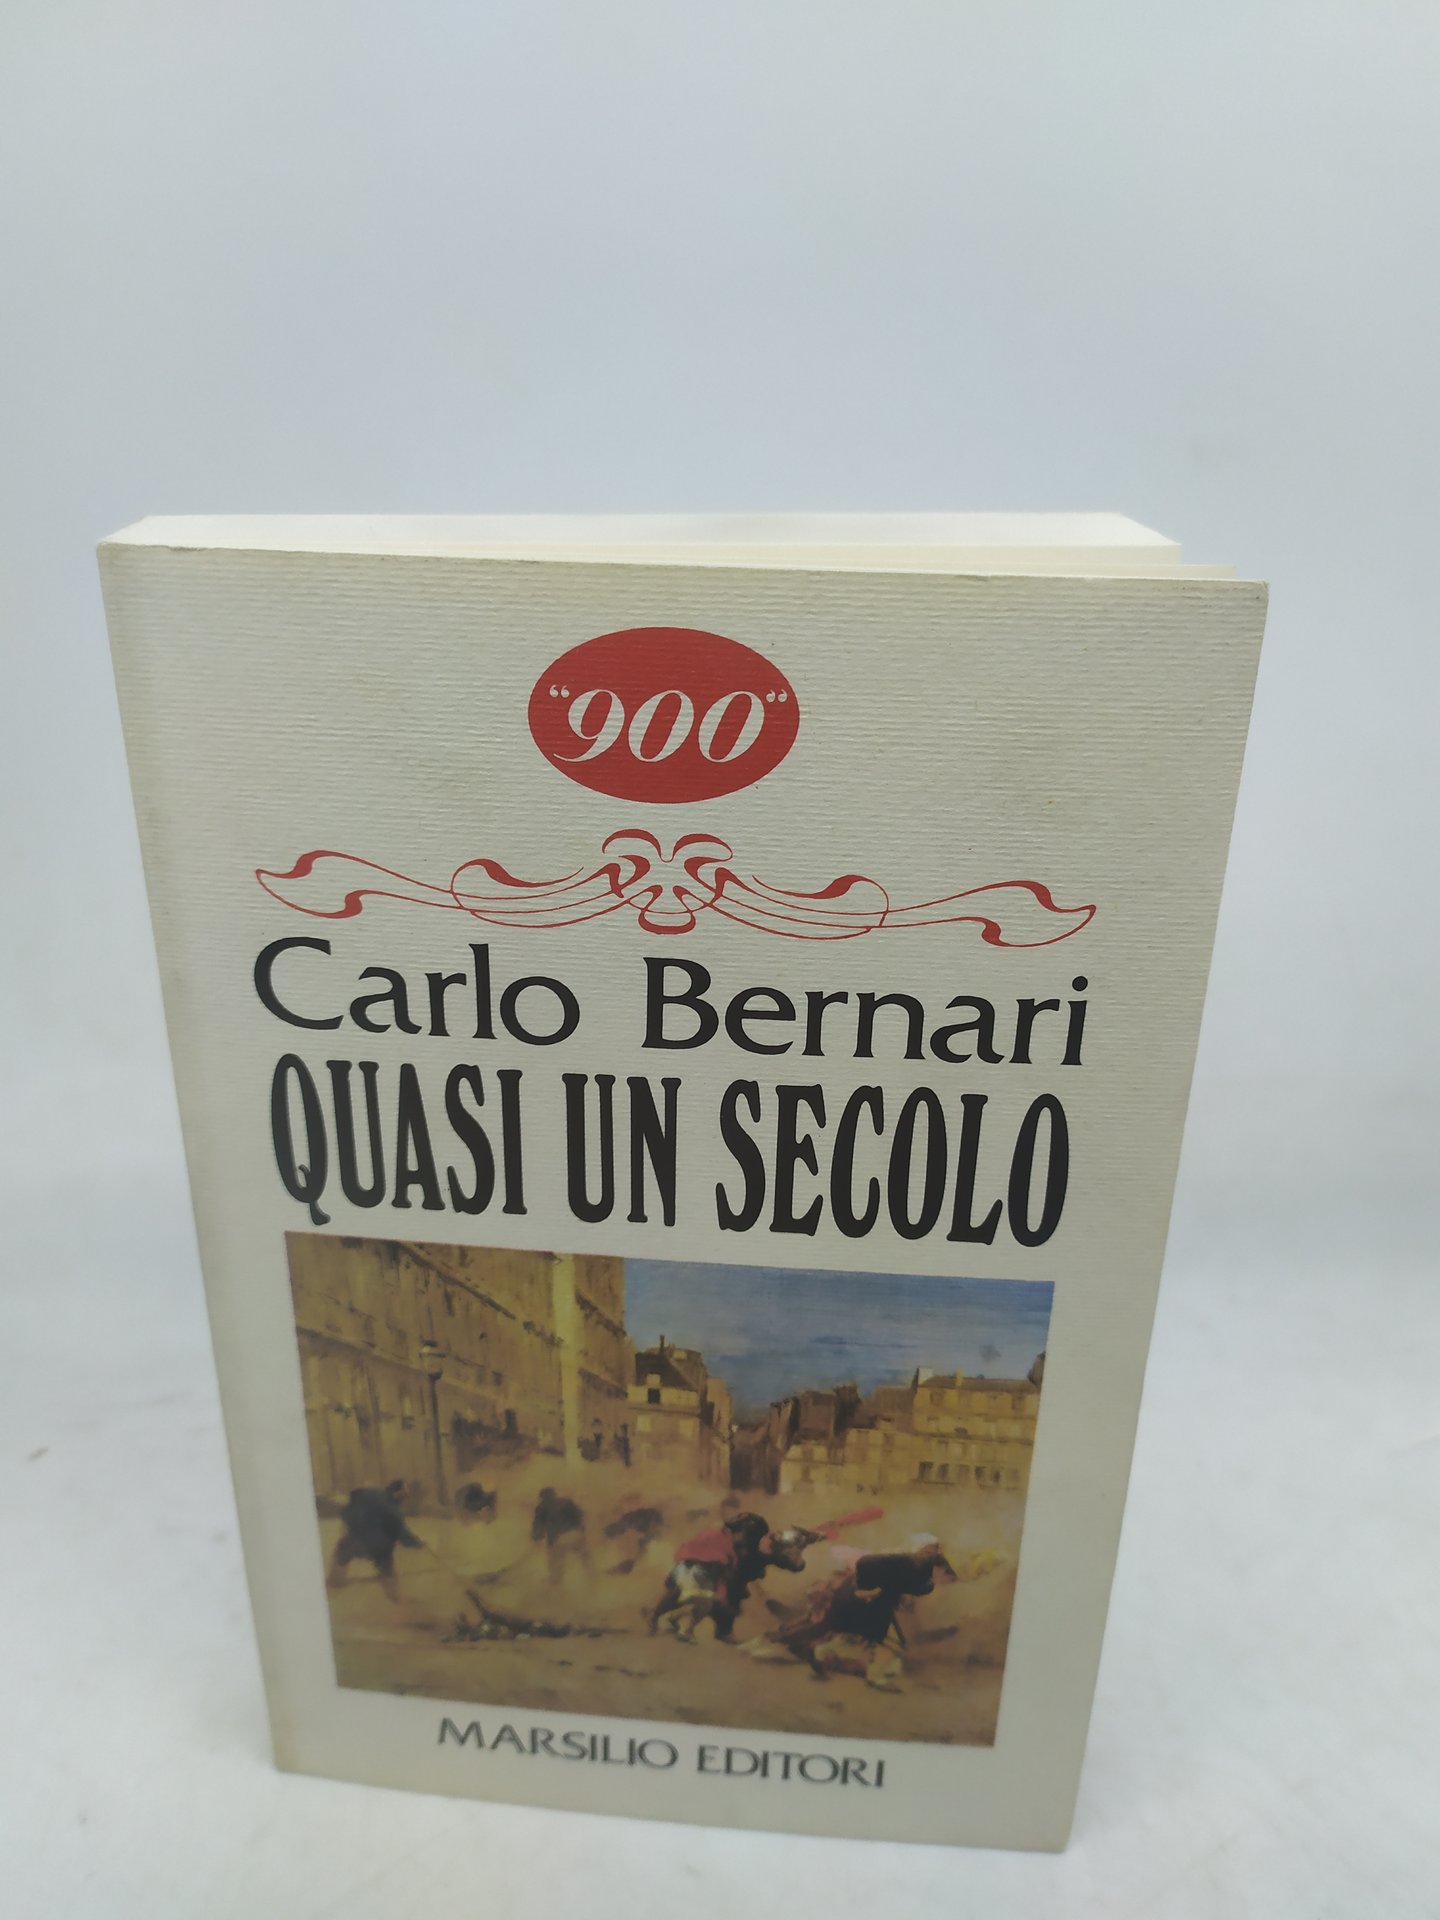 “900”
Carlo Bernari
QUASI UN SECOLO
MARSILIO EDITORI